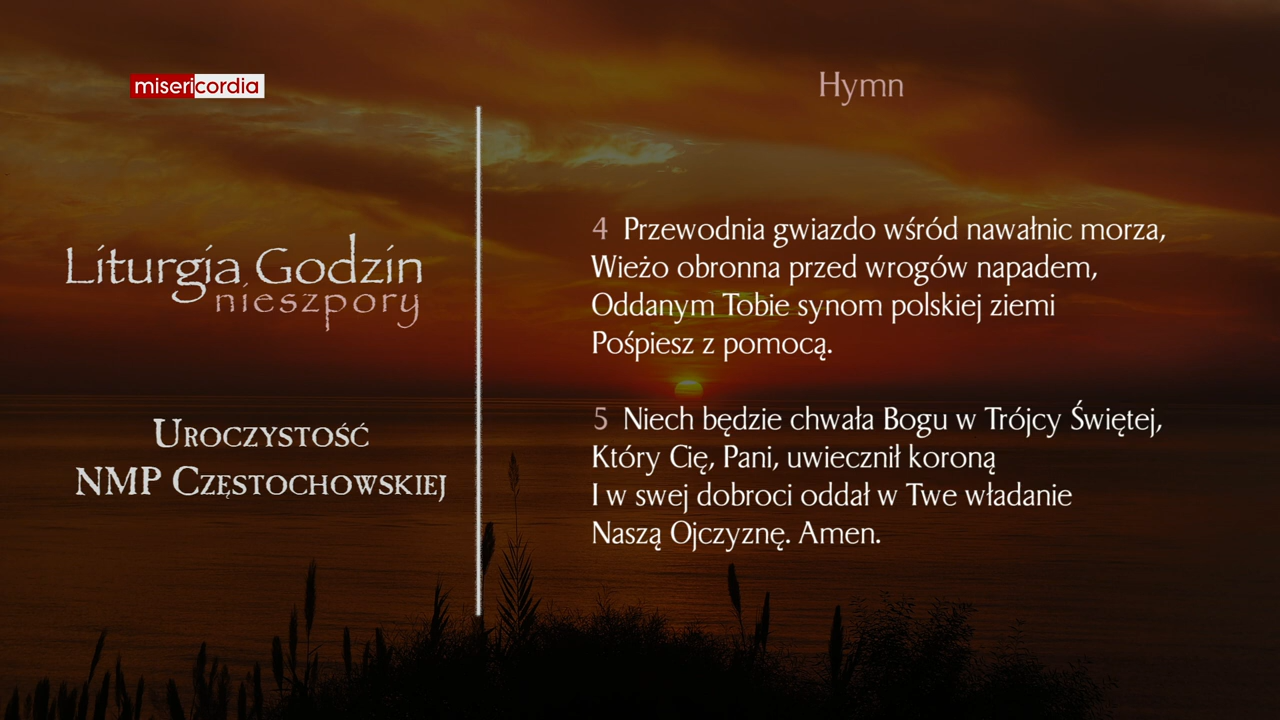 misericordia
Liturgia Godzin
nieszpory
Uroczystość
NMP Częstochowskiej
Hymn
4 Przewodnia gwiazdo wśród nawałnic morza,
Wieżo obronna przed wrogów napadem,
Oddanym Tobie synom polskiej ziemi
Pośpiesz z pomocą.
5 Niech będzie chwała Bogu w Trójcy Świętej,
Który Cię, Pani, uwiecznił koroną
I w swej dobroci oddał w Twe władanie
Naszą Ojczyznę. Amen.